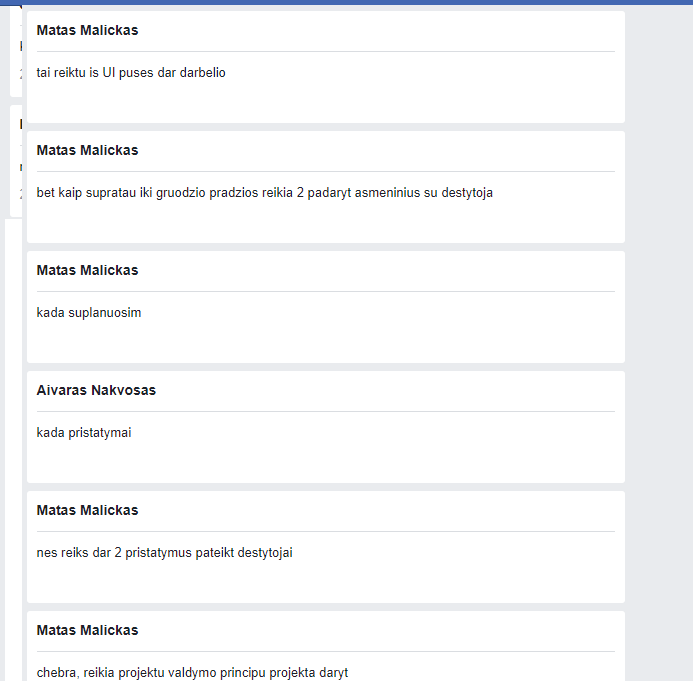 Matas Malickas
tai reiktu is UI puses dar darbelio
Matas Malickas
bet kaip supratau iki gruodzio pradzios reikia 2 padaryt asmeninius su destytoja
Matas Malickas
kada suplanuosim
Aivaras Nakvosas
kada pristatymai
Matas Malickas
nes reiks dar 2 pristatymus pateikt destytojai
Matas Malickas
chebra, reikia projektu valdymo principu projekta daryt